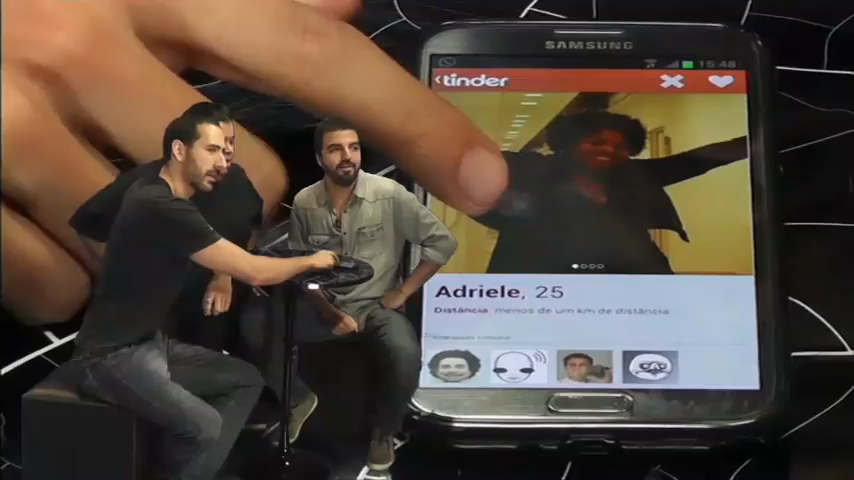 SAMSUNG
15:48
tinder
Adriele, 25
Distância menos de um km de distância